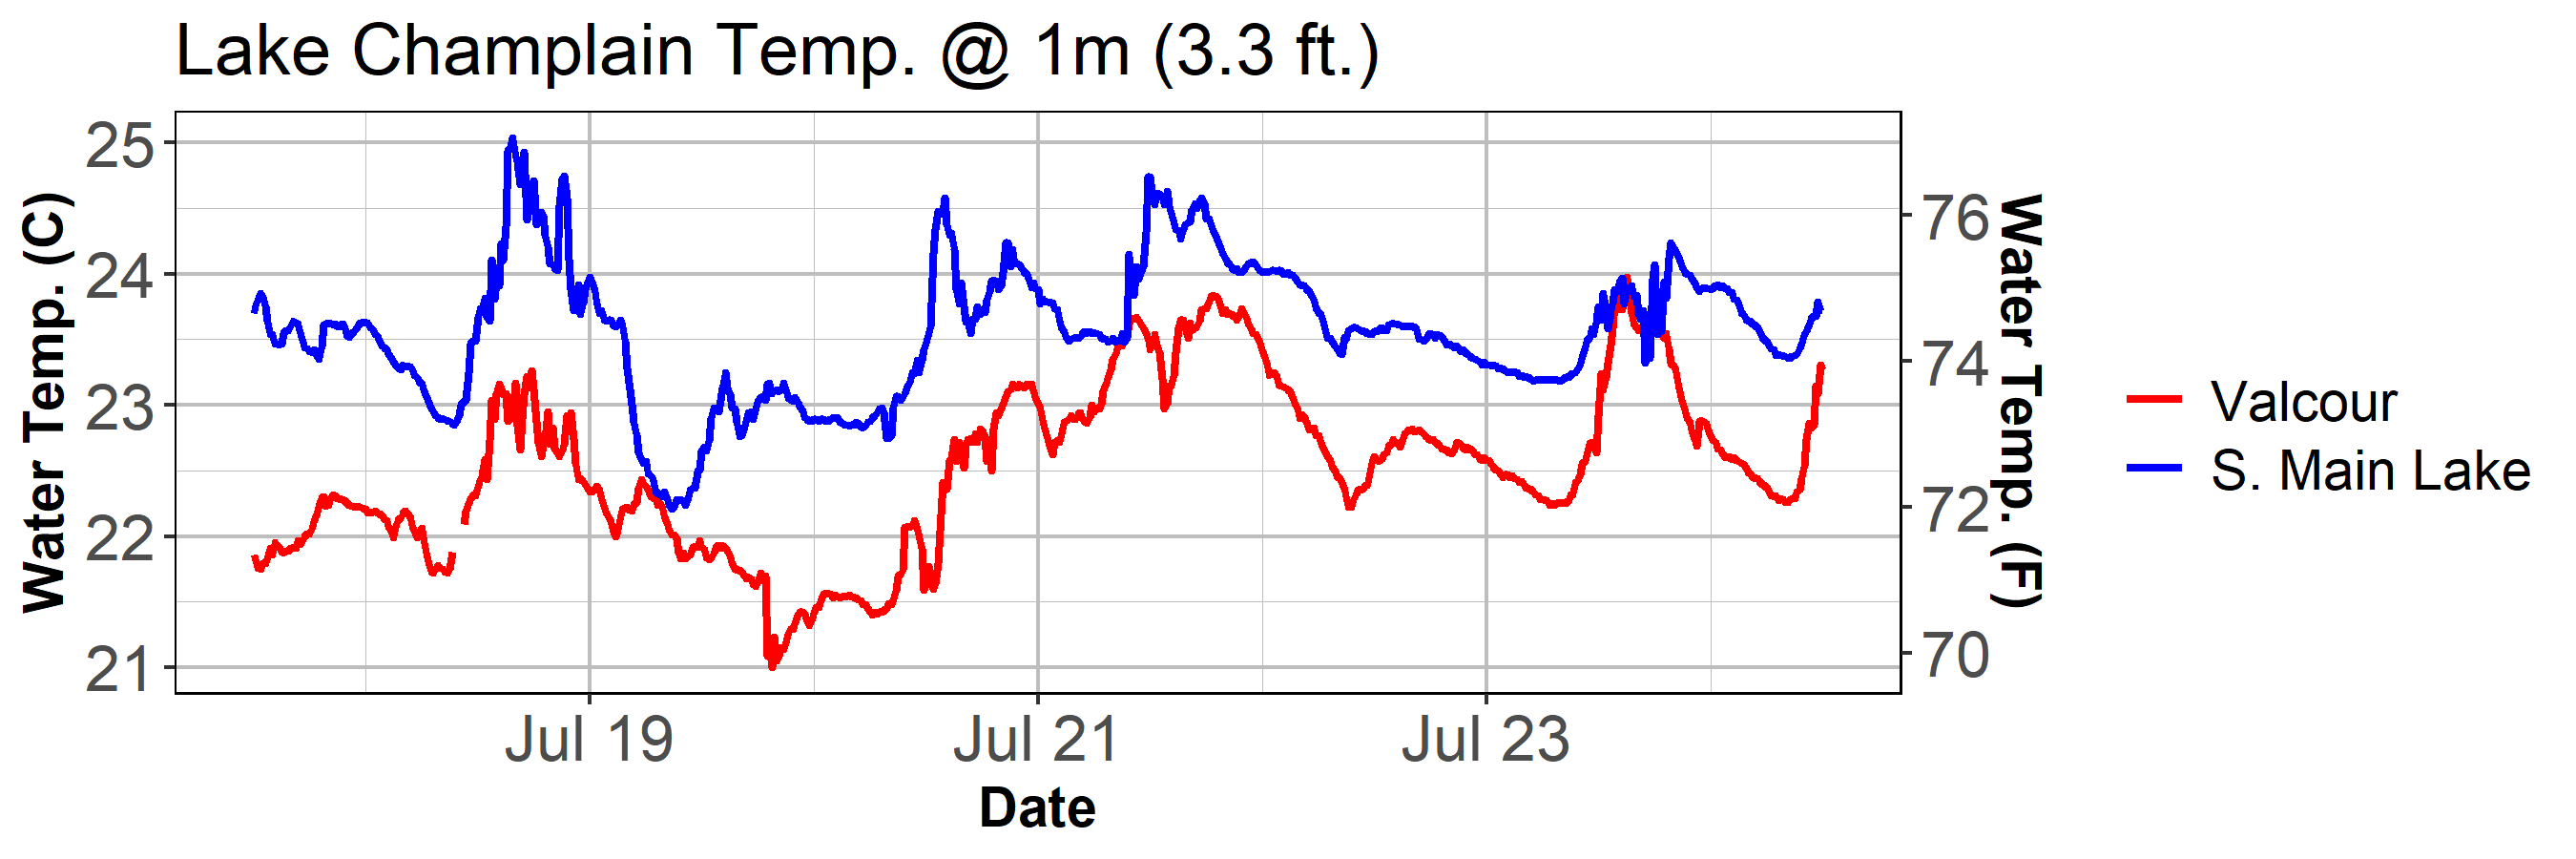 Lake Champlain Temp. @ 1m (3.3 ft.)
25
24
23
22
21
Water Temp. (C)
76
74
72
70
Water Temp. (F)
Jul 19
Jul 21
Jul 23
Date
Valcour
S. Main Lake